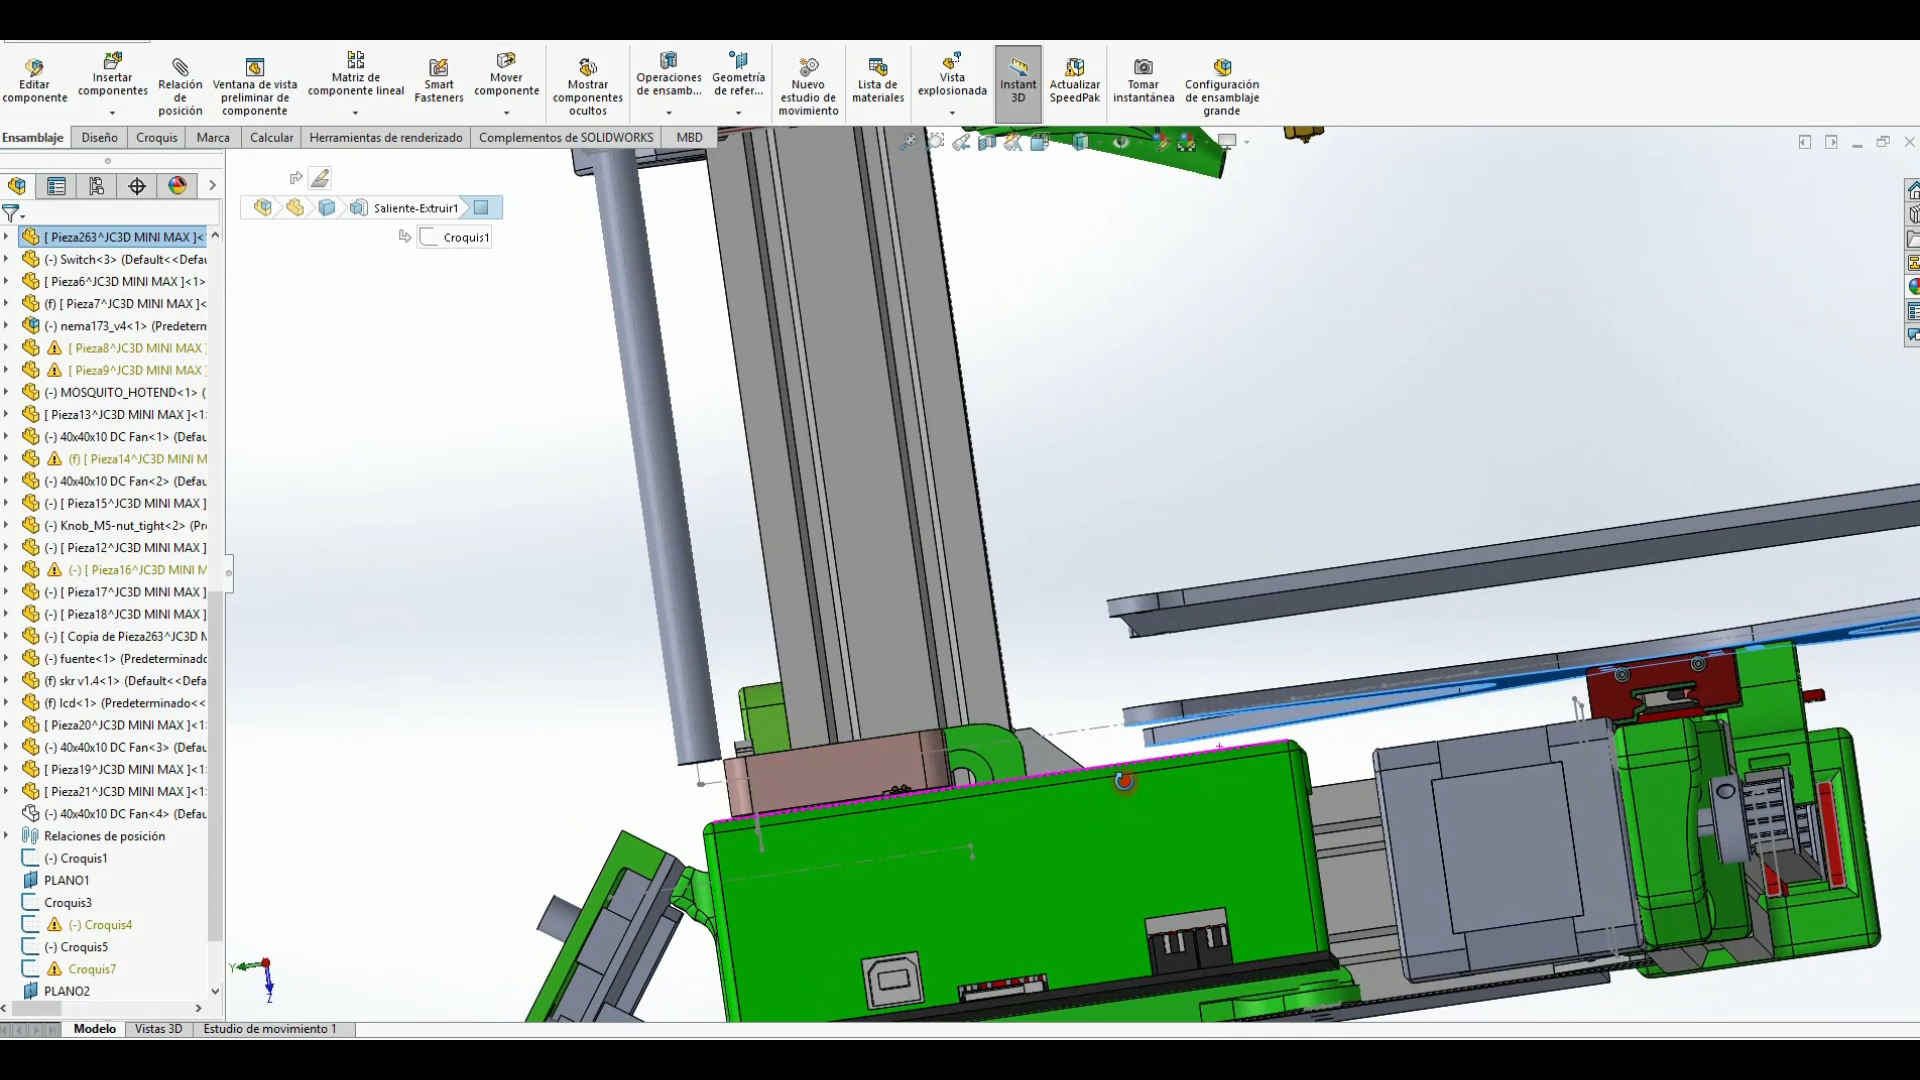 Editar
componente
Insertar
componentes
Relación
de
posición
Ventana de vista
preliminar de
componente
Matriz de
componente lineal
Smart
Fasteners
Mover
componente
Mostrar
componentes
ocultos
Operaciones
de ensamb...
Geometría
de refer...
Nuevo
estudio de
movimiento
Lista de
materiales
Vista
explosionada
Instant
3D
Actualizar
SpeedPak
Tomar
instantánea
Configuración
de ensamblaje
grande
Ensamblaje
Diseño
Croquis
Marca
Calcular
Herramientas de renderizado
Complementos de SOLIDWORKS
MBD
Saliente-Extruir1
Croquis1
[ Pieza263^JC3D MINI MAX ]<
(-) Switch<3> (Default<<Defau
[ Pieza6^JC3D MINI MAX ]<1>
(f) [ Pieza7^JC3D MINI MAX ]<
(-) nema173_v4<1> (Predetern
[ Pieza8^JC3D MINI MAX ]
[ Pieza9^JC3D MINI MAX
(-) MOSQUITO_HOTEND<1> (
[ Pieza13^JC3D MINI MAX ]<1>
(-) 40x40x10 DC Fan<1> (Defau
(f) [ Pieza14^JC3D MINI M
(-) 40x40x10 DC Fan<2> (Defau
(-) [ Pieza15^JC3D MINI MAX ]
(-) Knob_M5-nut_tight<2> (Pr
(-) [ Pieza12^JC3D MINI MAX ]
(-) [ Pieza16^JC3D MINI M
(-) [ Pieza17^JC3D MINI MAX ]
(-) [ Pieza18^JC3D MINI MAX ]
(-) [ Copia de Pieza263^JC3D M
(-) fuente<1> (Predeterminado
(f) skr v1.4<1> (Default<<Defa
(f) lcd<1> (Predeterminado<<
[ Pieza20^JC3D MINI MAX ]<1>
(-) 40x40x10 DC Fan<3> (Defau
[ Pieza19^JC3D MINI MAX ]<1>
[ Pieza21^JC3D MINI MAX ]<1>
(-) 40x40x10 DC Fan<4> (Defau
Relaciones de posición
(-) Croquis1
PLANO1
Croquis3
(-) Croquis4
(-) Croquis5
Croquis7
PLANO2
Y
Z
Modelo
Vistas 3D
Estudio de movimiento 1